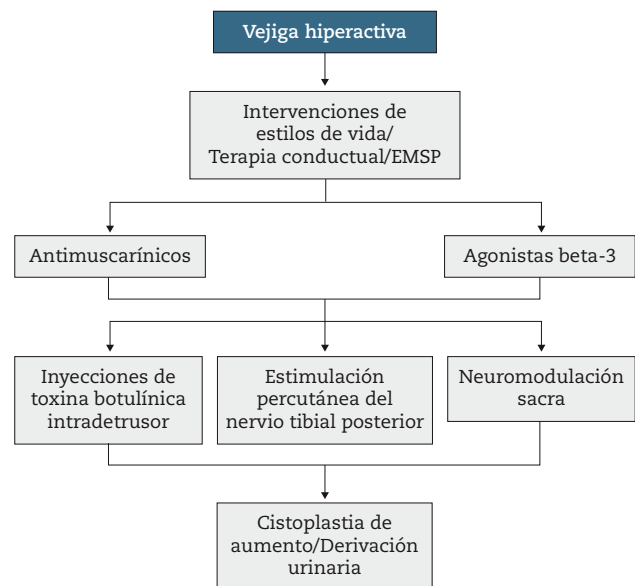 Vejiga hiperactiva
Intervenciones de
estilos de vida/
Terapia conductual/EMSP
Antimuscarínicos
Agonistas beta-3
Inyecciones de
toxina botulínica
intradetrusor
Estimulación
percutánea del
nervio tibial posterior
Neuromodulación
sacra
Cistoplastia de
aumento/Derivación
urinaria